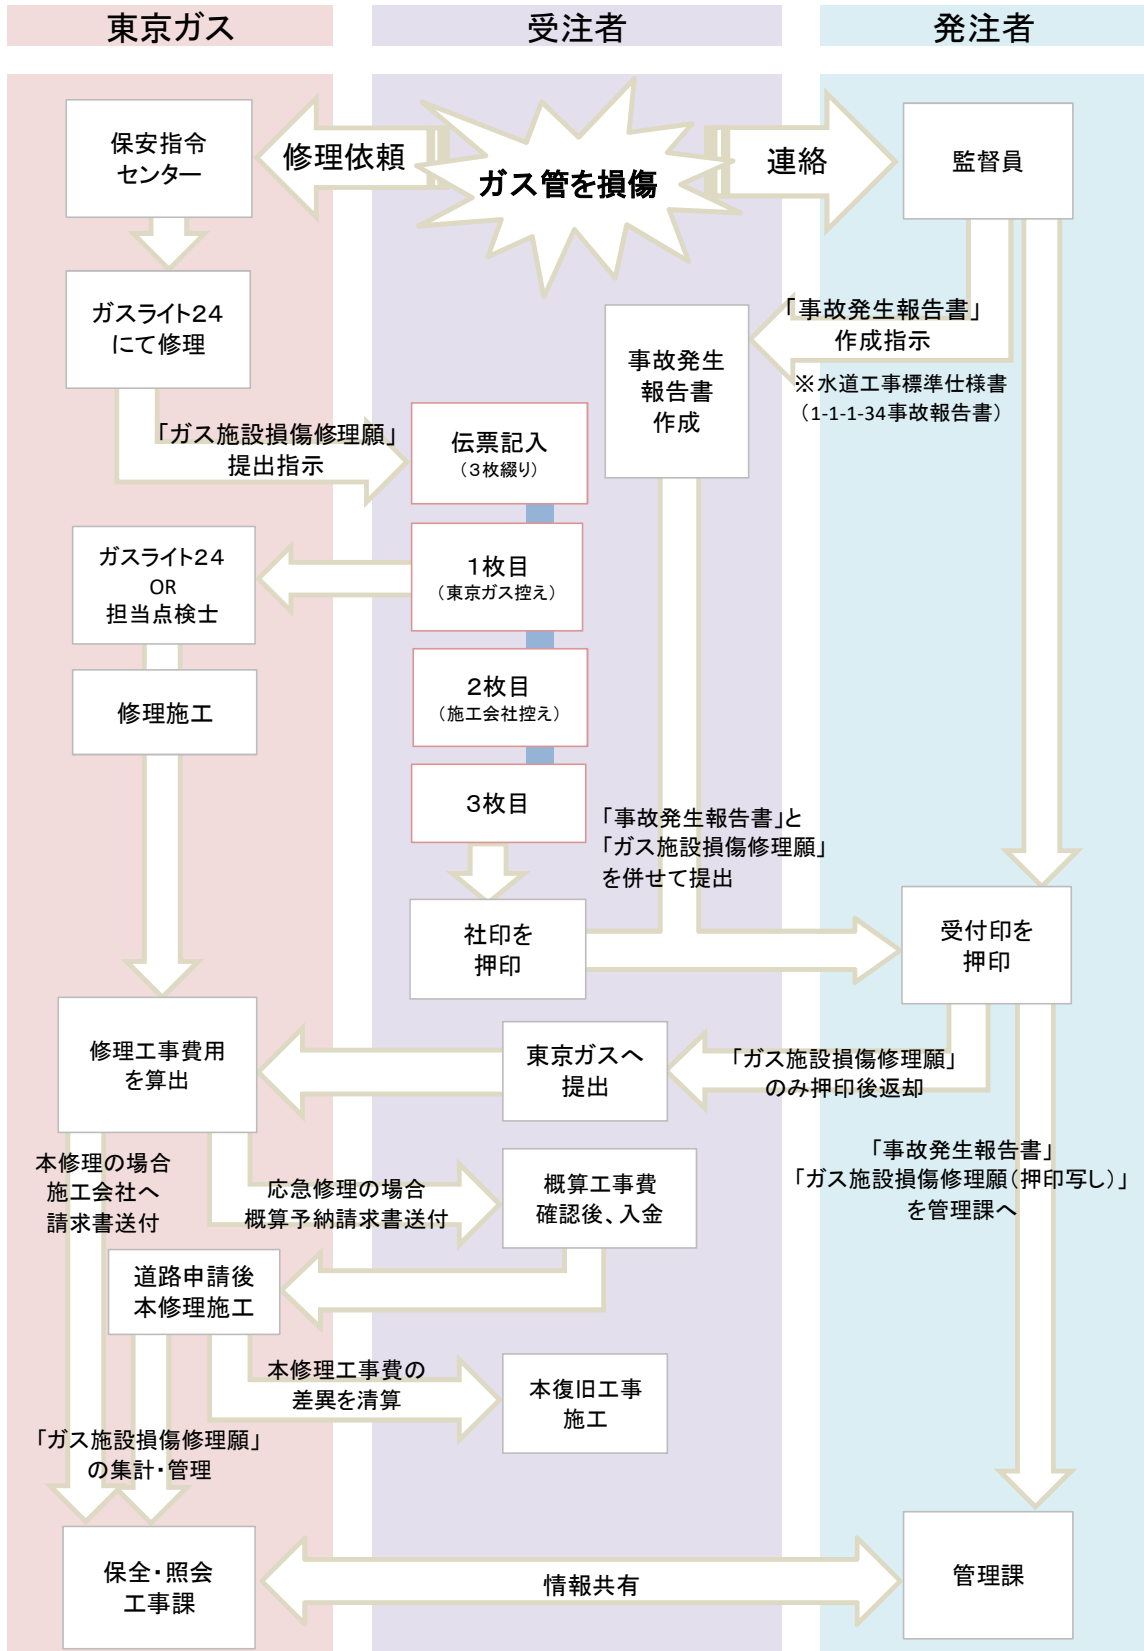 東京ガス
受注者
発注者
保安指令
センター
修理依頼
ガス管を損傷
連絡
監督員
ガスライト24
にて修理
「事故発生報告書」
作成指示
※水道工事標準仕様書
（1-1-1-34事故報告書）
事故発生
報告書
作成
「ガス施設損傷修理願」
提出指示
伝票記入
（３枚綴り）
ガスライト24
OR
担当点検士
1枚目
（東京ガス控え）
修理施工
2枚目
（施工会社控え）
3枚目
「事故発生報告書」と
「ガス施設損傷修理願」
を併せて提出
社印を
押印
受付印を
押印
修理工事費用
を算出
東京ガスへ
提出
「ガス施設損傷修理願」
のみ押印後返却
本修理の場合
施工会社へ
請求書送付
応急修理の場合
概算予納請求書送付
概算工事費
確認後、入金
「事故発生報告書」
「ガス施設損傷修理願（押印写し）」
を管理課へ
道路申請後
本修理施工
本修理工事費の
差異を清算
本復旧工事
施工
「ガス施設損傷修理願」
の集計・管理
保全・照会
工事課
情報共有
管理課